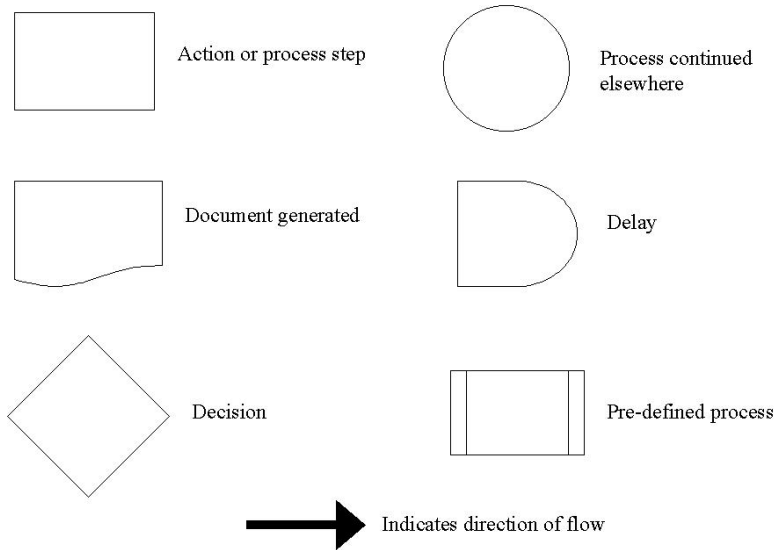 Action or process step
Process continued
elsewhere
Document generated
Delay
Decision
Pre-defined process
Indicates direction of flow